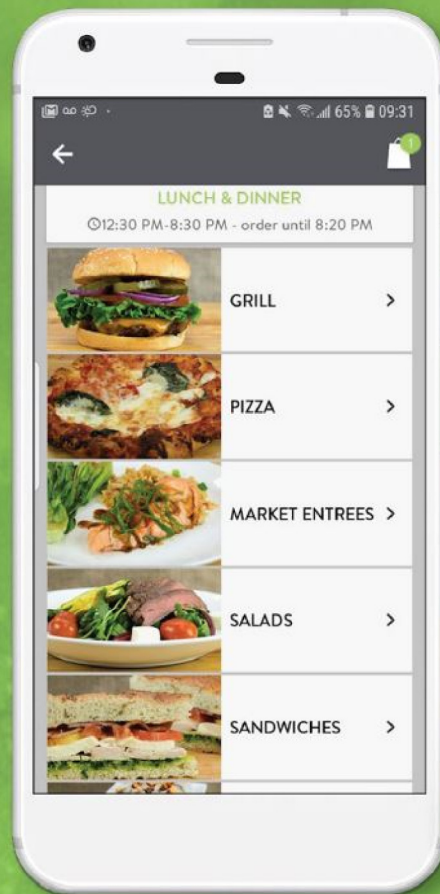 65% 09:31
1
LUNCH & DINNER
12:30 PM-8:30 PM - order until 8:20 PM
GRILL
PIZZA
MARKET ENTREES
SALADS
SANDWICHES